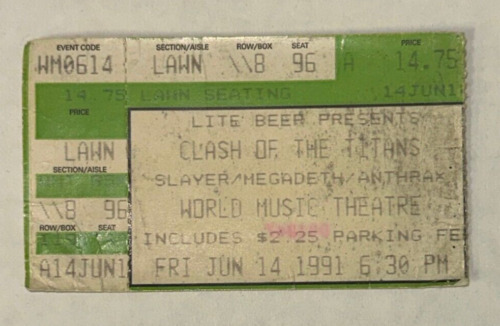 EVENT CODE SECTION/AISLE ROW/BOX SEAT PRICE
WM0614 LAWN \\8 96 A 14.75
14 75 LAWN SEATING 14JUN1
PRICE
LAWN
SECTION/AISLE
\\8 96
ROW/BOX SEAT
A14JUN1
LITE BEER PRESENTS
CLASH OF THE TITANS
SLAYER/MEGADETH/ANTHRAX
WORLD MUSIC THEATRE
INCLUDES $2 25 PARKING FE
FRI JUN 14 1991 6:30 PM